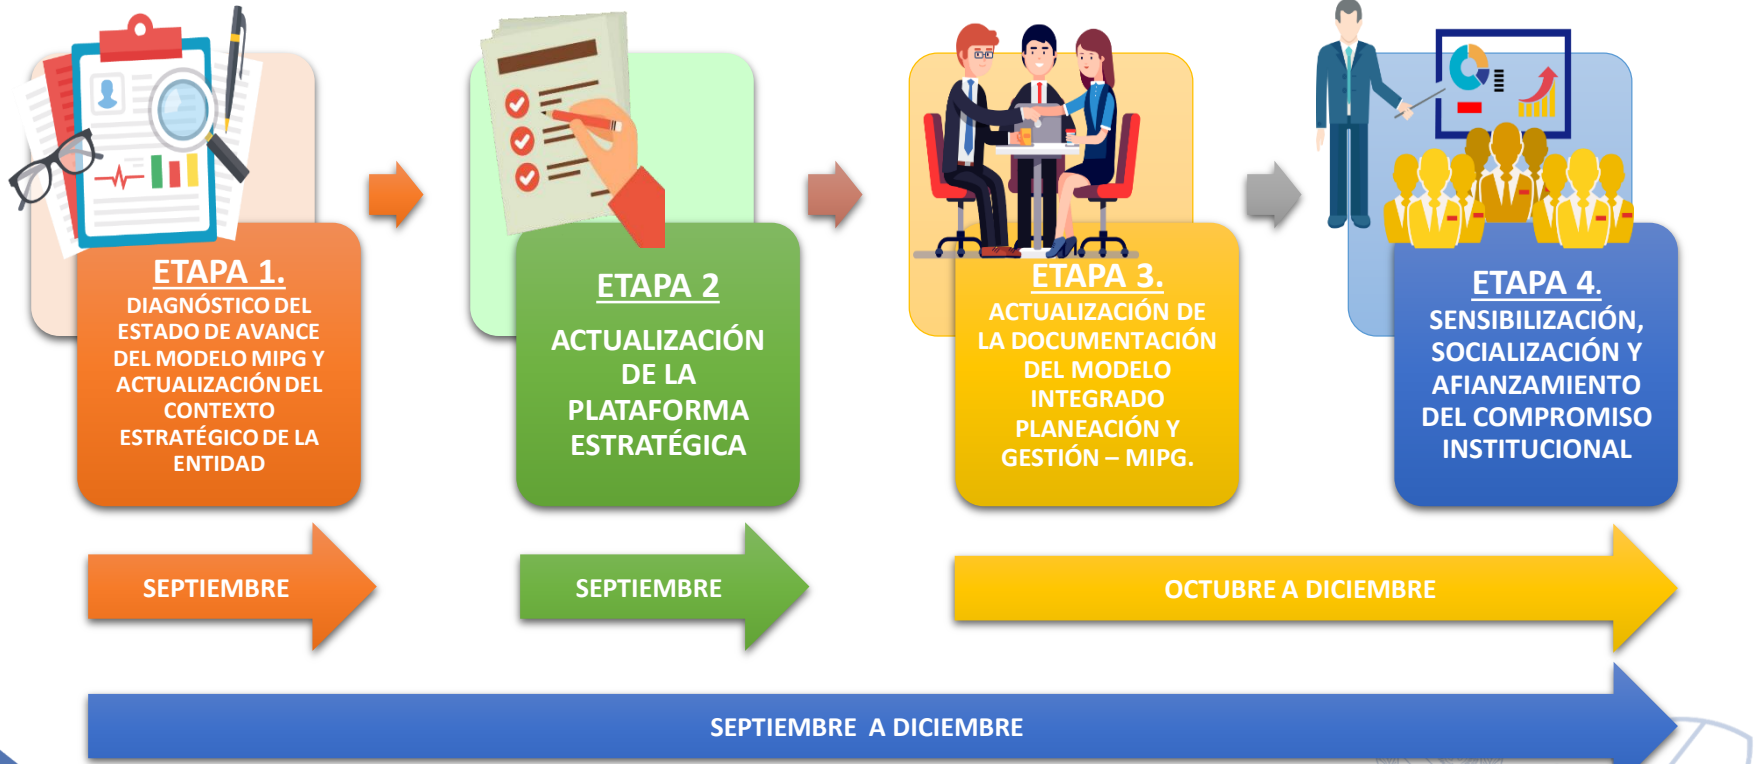 ETAPA 1.
DIAGNÓSTICO DEL
ESTADO DE AVANCE
DEL MODELO MIPG Y
ACTUALIZACIÓN DEL
CONTEXTO
ESTRATÉGICO DE LA
ENTIDAD
ETAPA 2
ACTUALIZACIÓN
DE LA
PLATAFORMA
ESTRATÉGICA
ETAPA 3.
ACTUALIZACIÓN DE
LA DOCUMENTACIÓN
DEL MODELO
INTEGRADO
PLANEACIÓN Y
GESTIÓN – MIPG.
ETAPA 4.
SENSIBILIZACIÓN,
SOCIALIZACIÓN Y
AFIANZAMIENTO
DEL COMPROMISO
INSTITUCIONAL
SEPTIEMBRE
SEPTIEMBRE
OCTUBRE A DICIEMBRE
SEPTIEMBRE A DICIEMBRE